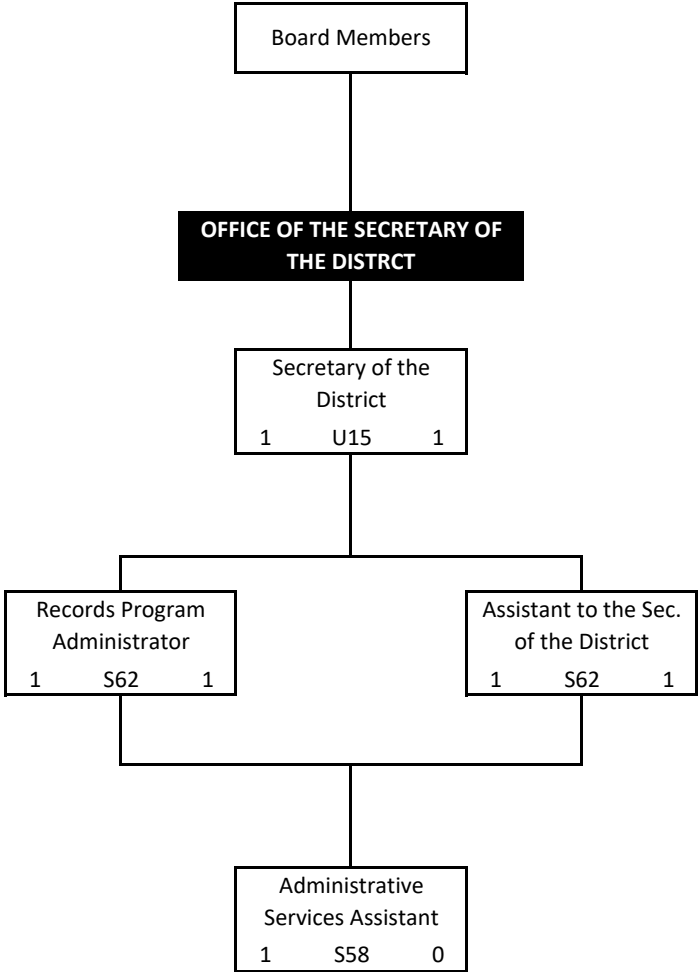 Board Members
OFFICE OF THE SECRETARY OF
THE DISTRCT
Secretary of the
District
1 U15 1
Records Program
Administrator
1 S62 1
Assistant to the Sec.
of the District
1 S62 1
Administrative
Services Assistant
1 S58 0